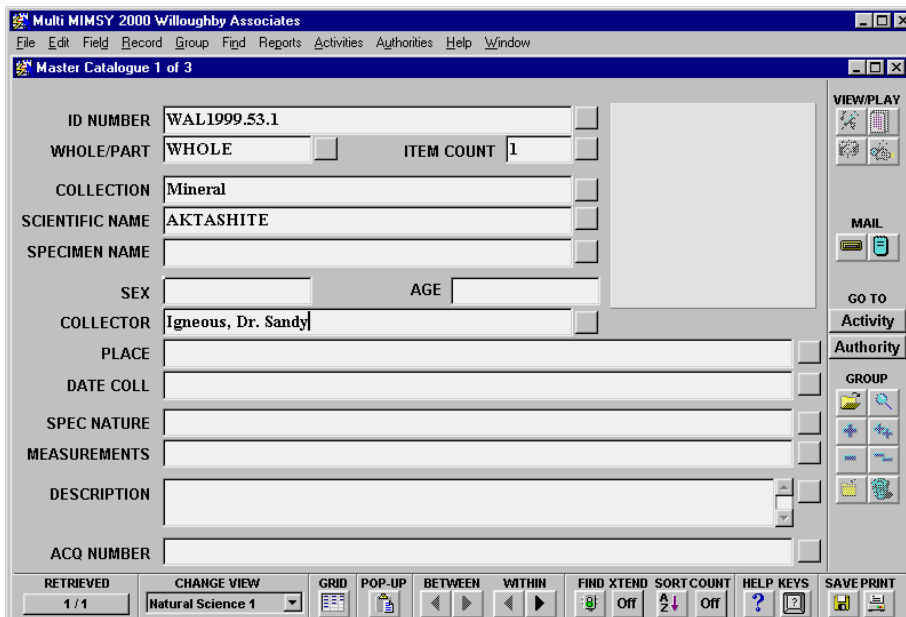 Multi MIMSY 2000 Willoughby Associates
File Edit Field Record Group Find Reports Activities Authorities Help Window
Master Catalogue 1 of 3
VIEW/PLAY
ID NUMBER WAL1999.53.1
WHOLE/PART WHOLE ITEM COUNT 1
COLLECTION Mineral
SCIENTIFIC NAME AKTASHITE
SPECIMEN NAME
MAIL
SEX AGE
GO TO
COLLECTOR Igneous, Dr. Sandy
Activity
PLACE
Authority
DATE COLL
GROUP
SPEC NATURE
MEASUREMENTS
DESCRIPTION
ACQ NUMBER
RETRIEVED CHANGE VIEW GRID POP-UP BETWEEN WITHIN FIND XTEND SORT COUNT HELP KEYS SAVE PRINT
1 / 1 Natural Science 1 Off A Z Off ? ?